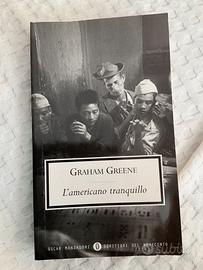 GRAHAM GREENE
L'americano tranquillo
OSCAR MONDADORI SCRITTORI DEL NOVECENTO